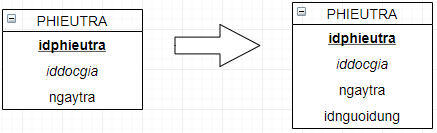 PHIEUTRA
idphieutra
iddocgia
ngaytra
PHIEUTRA
idphieutra
iddocgia
ngaytra
idnguoidung